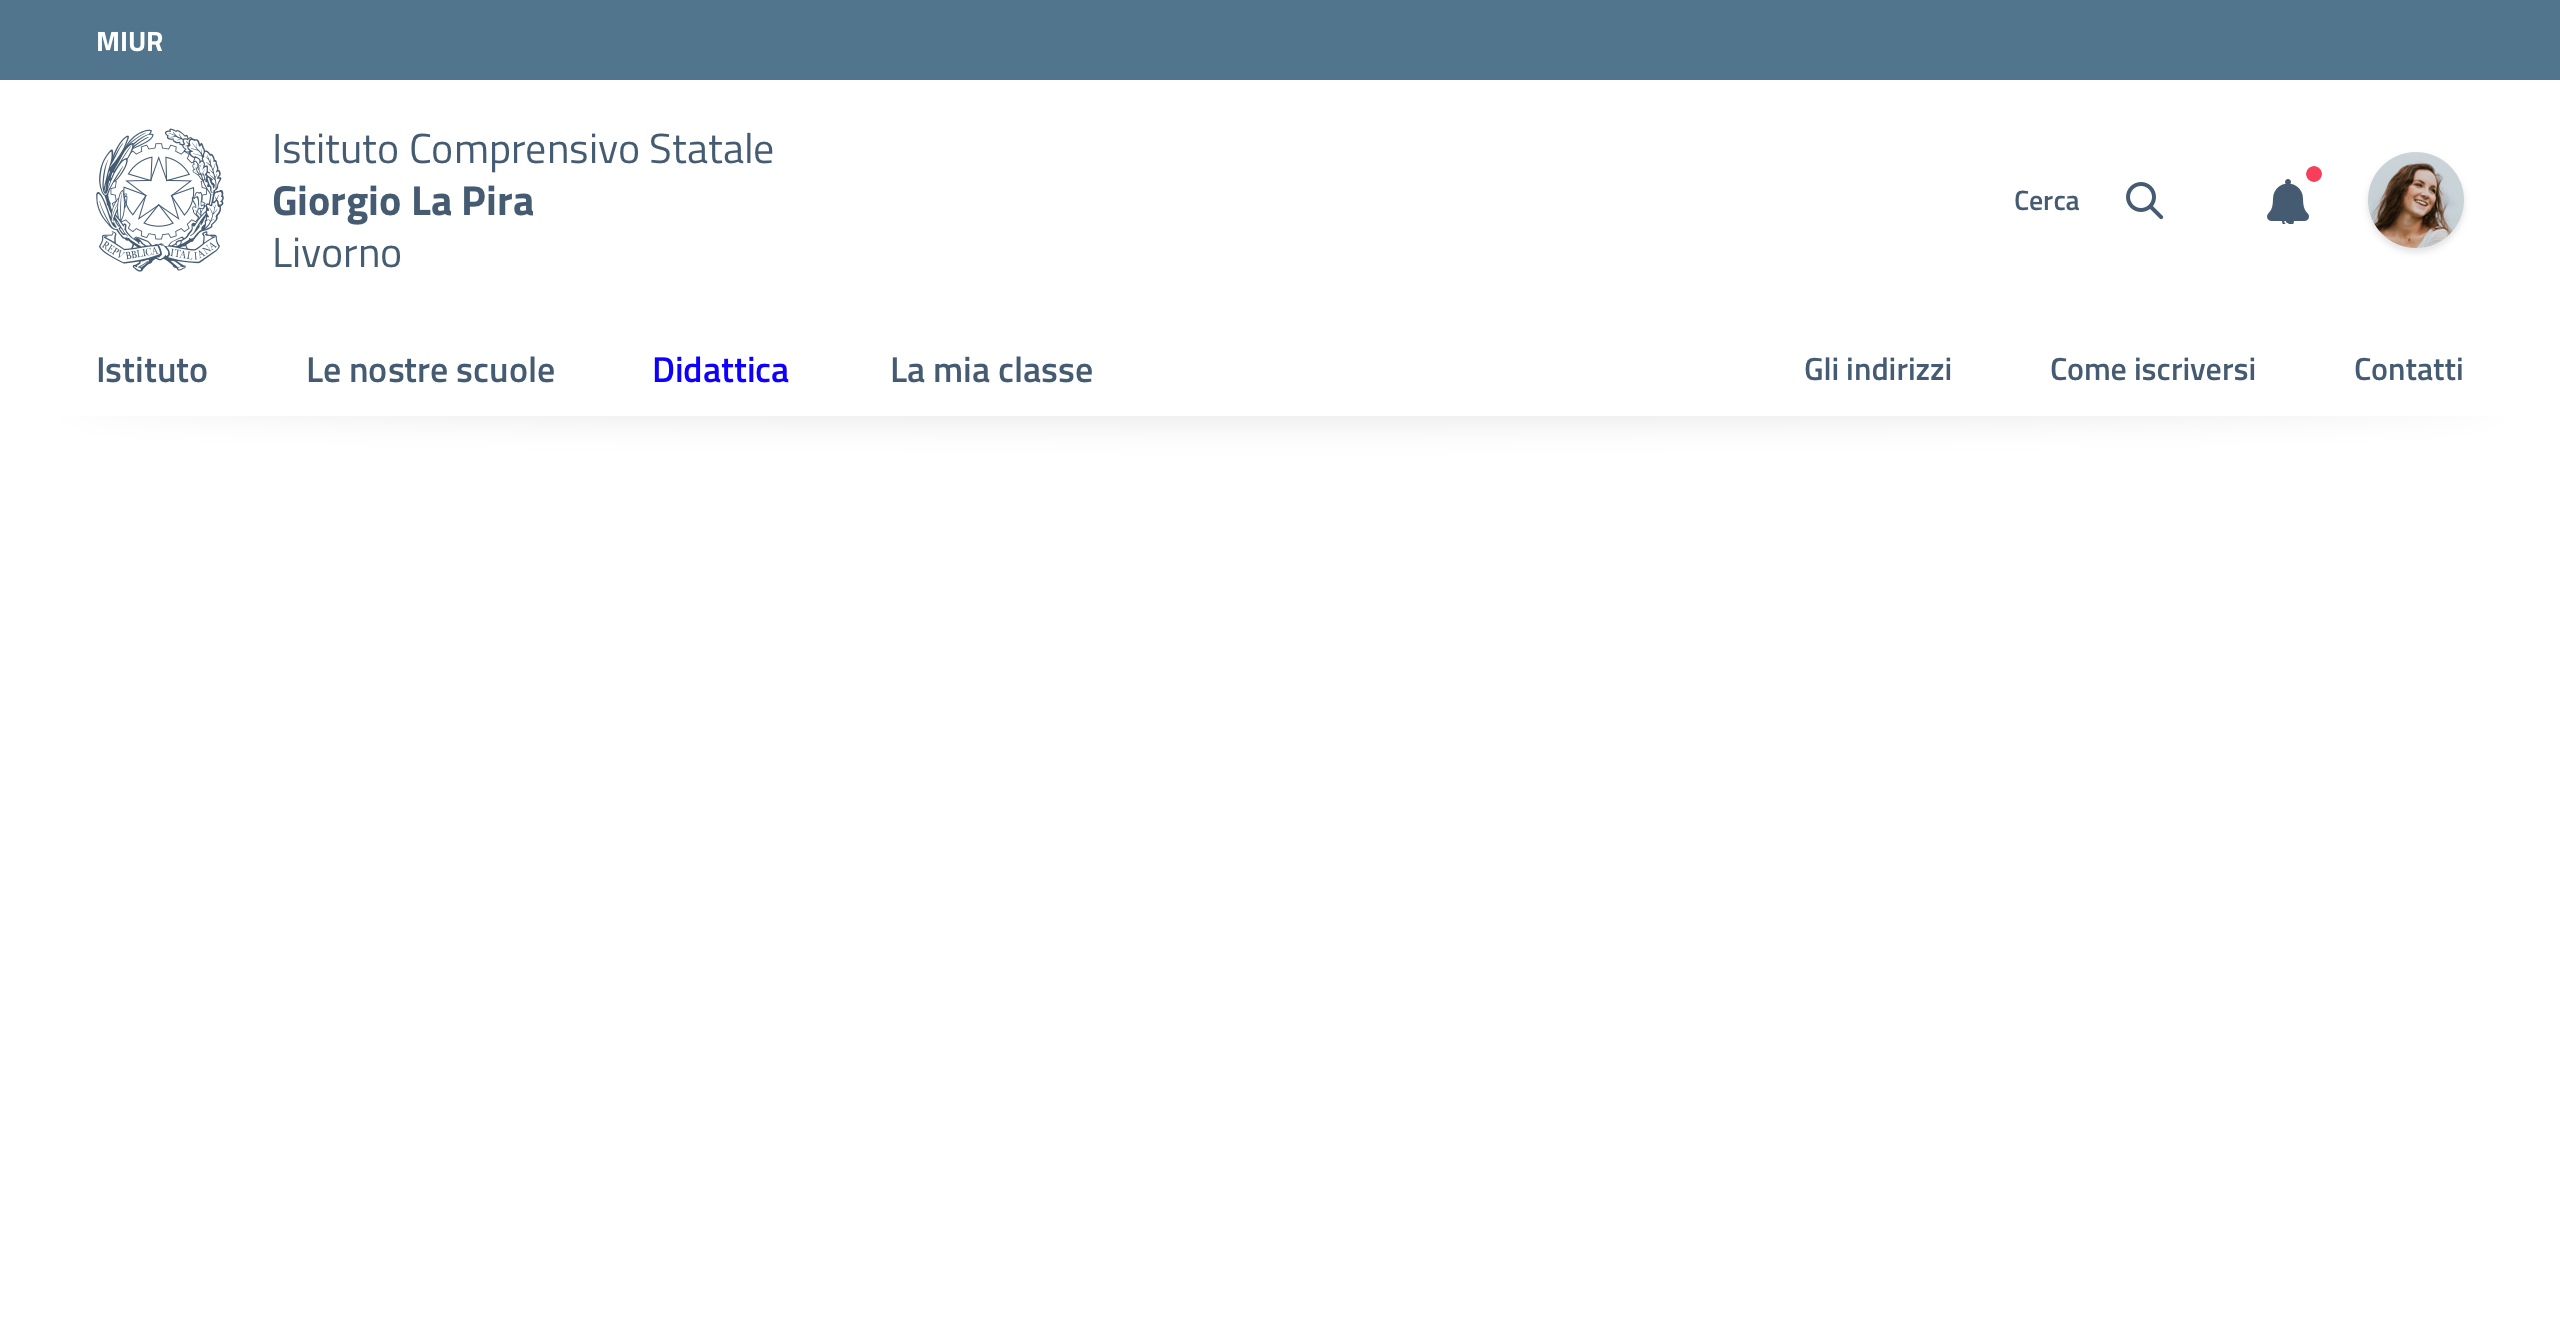 MIUR
Istituto Comprensivo Statale
Giorgio La Pira
Livorno
REPVBBLICA ITALIANA
Cerca
Istituto
Le nostre scuole
Didattica
La mia classe
Gli indirizzi
Come iscriversi
Contatti